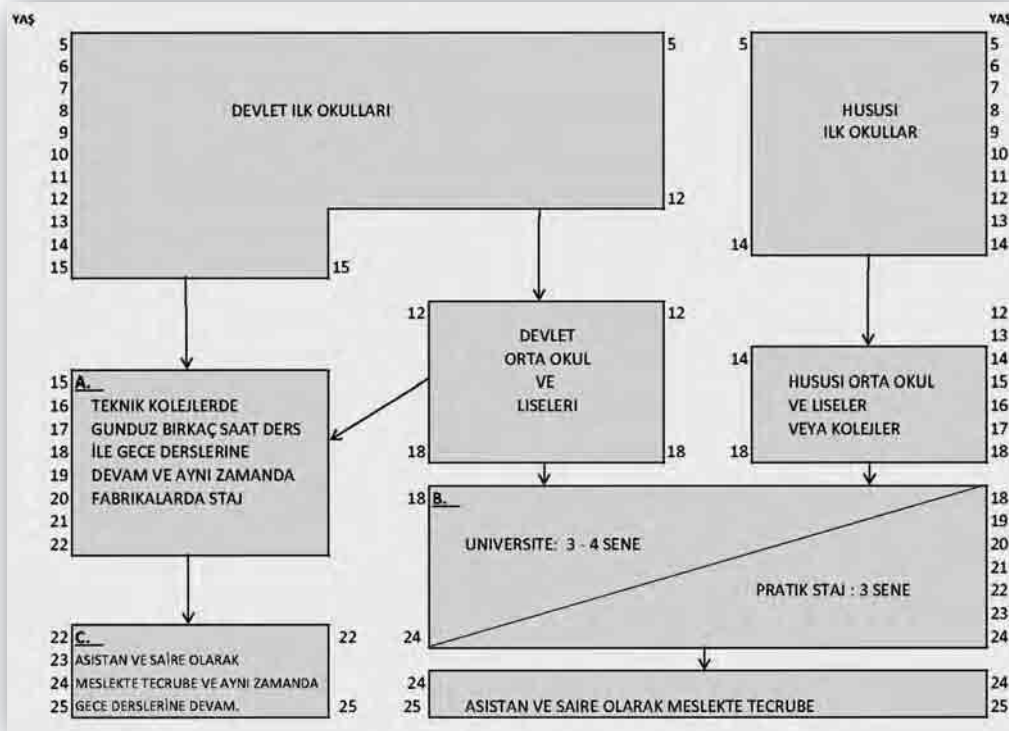 YAŞ
YAŞ
5
6
7
8
9
10
11
12
13
14
15
DEVLET ILK OKULLARI
5
12
15
5
14
HUSUSI
ILK OKULLAR
5
6
7
8
9
10
11
12
13
14
12
12
DEVLET
ORTA OKUL
VE
LISELERI
18
18
12
13
14
15
16
17
18
14
18
HUSUSI ORTA OKUL
VE LISELER
VEYA KOLEJLER
15
16
17
18
19
20
21
22
A.
TEKNIK KOLEJLERDE
GUNDUZ BIRKAÇ SAAT DERS
İLE GECE DERSLERINE
DEVAM VE AYNI ZAMANDA
FABRIKALARDA STAJ
18
24
B.
UNIVERSITE: 3 - 4 SENE
PRATIK STAJ : 3 SENE
18
19
20
21
22
23
24
22
23
24
25
C.
ASISTAN VE SAİRE OLARAK
MESLEKTE TECRUBE VE AYNI ZAMANDA
GECE DERSLERİNE DEVAM.
22
25
24
25
ASISTAN VE SAIRE OLARAK MESLEKTE TECRUBE
24
25